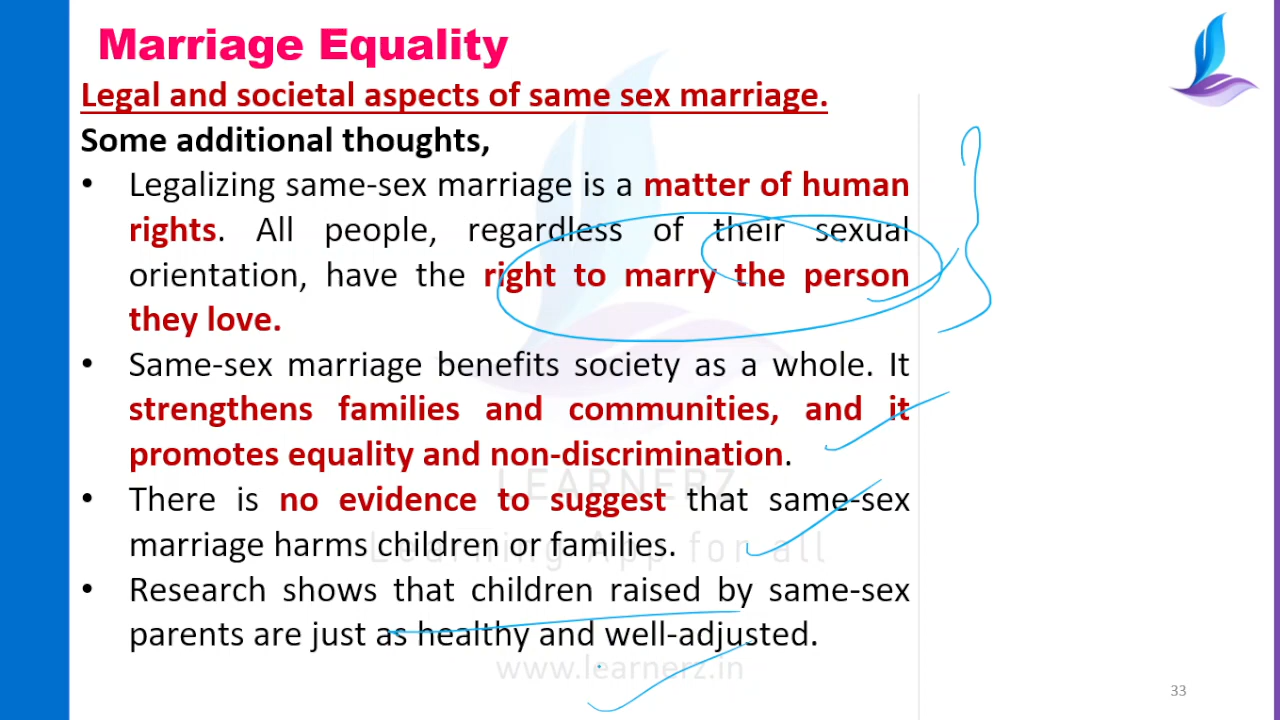 Marriage Equality
Legal and societal aspects of same sex marriage.
Some additional thoughts,
• Legalizing same-sex marriage is a matter of human
rights. All people, regardless of their sexual
orientation, have the right to marry the person
they love.
• Same-sex marriage benefits society as a whole. It
strengthens families and communities, and it
promotes equality and non-discrimination.
LEARNERZ
• There is no evidence to suggest that same-sex
marriage harms children or families.
Learning App for all
• Research shows that children raised by same-sex
parents are just as healthy and well-adjusted.
www.learnerz.in
33